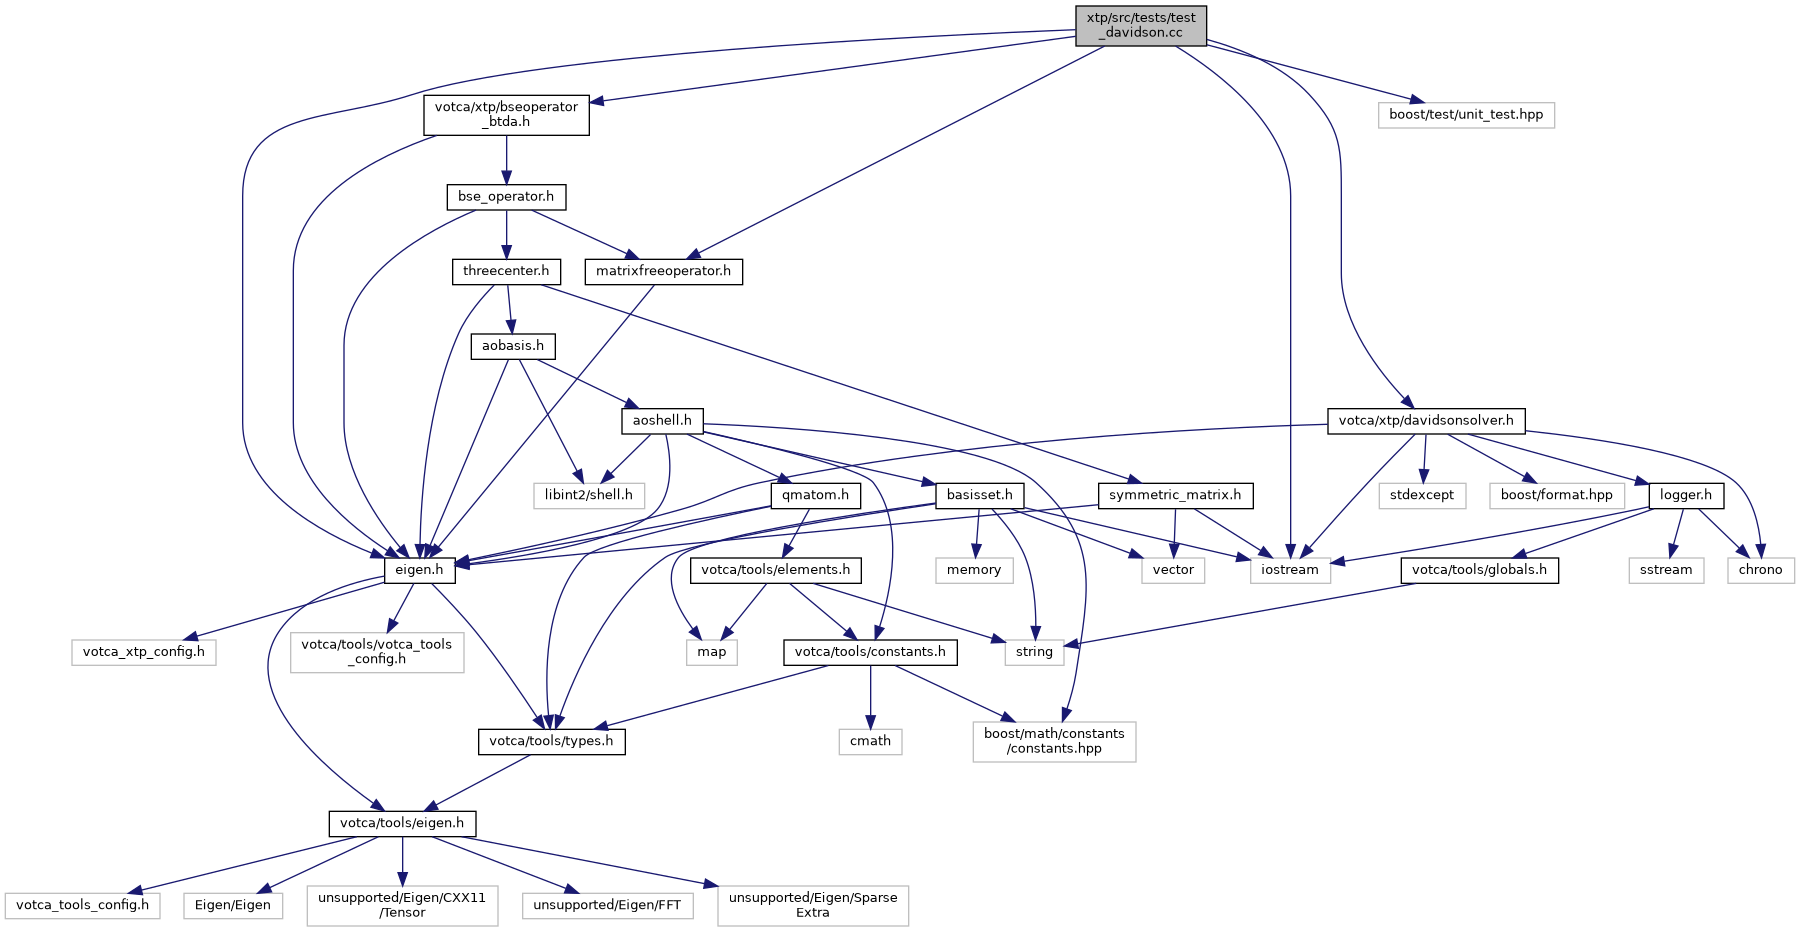 xtp/src/tests/test
_davidson.cc
votca/xtp/bseoperator
_btda.h
boost/test/unit_test.hpp
bse_operator.h
threecenter.h
matrixfreeoperator.h
aobasis.h
aoshell.h
votca/xtp/davidsonsolver.h
libint2/shell.h
qmatom.h
basisset.h
symmetric_matrix.h
stdexcept
boost/format.hpp
logger.h
eigen.h
votca/tools/elements.h
memory
vector
iostream
votca/tools/globals.h
sstream
chrono
votca_xtp_config.h
votca/tools/votca_tools
_config.h
map
votca/tools/constants.h
string
votca/tools/types.h
cmath
boost/math/constants
/constants.hpp
votca/tools/eigen.h
votca_tools_config.h
Eigen/Eigen
unsupported/Eigen/CXX11
/Tensor
unsupported/Eigen/FFT
unsupported/Eigen/Sparse
Extra